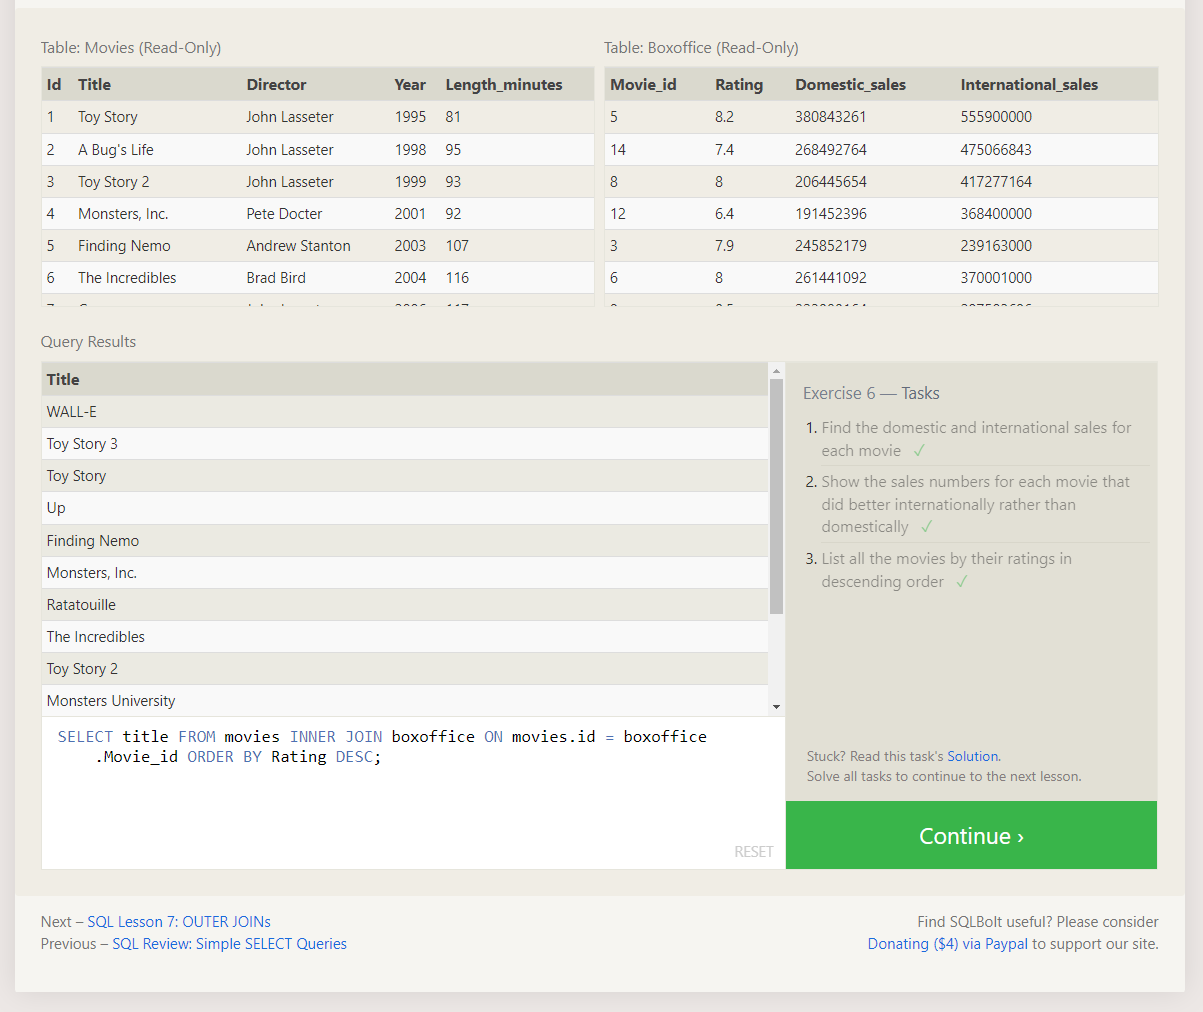 Table: Movies (Read-Only)
Id Title Director Year Length_minutes
1 Toy Story John Lasseter 1995 81
2 A Bug's Life John Lasseter 1998 95
3 Toy Story 2 John Lasseter 1999 93
4 Monsters, Inc. Pete Docter 2001 92
5 Finding Nemo Andrew Stanton 2003 107
6 The Incredibles Brad Bird 2004 116
Table: Boxoffice (Read-Only)
Movie_id Rating Domestic_sales International_sales
5 8.2 380843261 555900000
14 7.4 268492764 475066843
8 8 206445654 417277164
12 6.4 191452396 368400000
3 7.9 245852179 239163000
6 8 261441092 370001000
Query Results
Title
WALL-E
Toy Story 3
Toy Story
Up
Finding Nemo
Monsters, Inc.
Ratatouille
The Incredibles
Toy Story 2
Monsters University
SELECT title FROM movies INNER JOIN boxoffice ON movies.id = boxoffice
.Movie_id ORDER BY Rating DESC;
RESET
Exercise 6 — Tasks
1. Find the domestic and international sales for
each movie ✓
2. Show the sales numbers for each movie that
did better internationally rather than
domestically ✓
3. List all the movies by their ratings in
descending order ✓
Stuck? Read this task's Solution.
Solve all tasks to continue to the next lesson.
Continue ›
Next – SQL Lesson 7: OUTER JOINs
Previous – SQL Review: Simple SELECT Queries
Find SQLBolt useful? Please consider
Donating ($4) via Paypal to support our site.